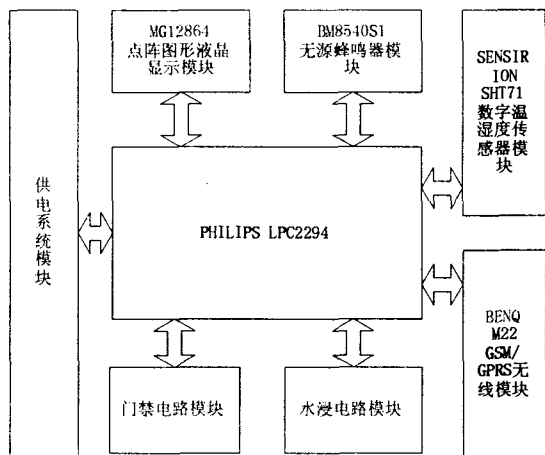 MG12864
点阵图形液晶
显示模块
BM8540S1
无源蜂鸣器模
块
SENSIR
ION
SHT71
数字温
湿度传
感器模
块
供电系统模块
PHILIPS LPC2294
BENQ
M22
GSM/
GPRS无
线模块
门禁电路模块
水浸电路模块